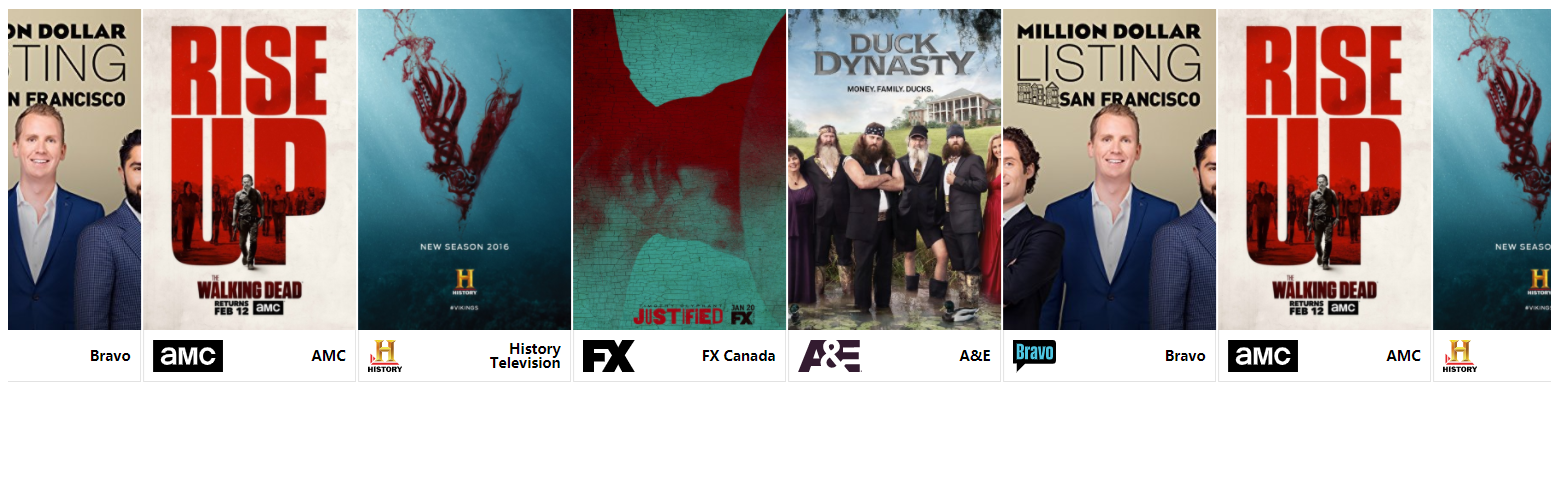 ON DOLLAR
TING
N FRANCISCO
Bravo
RISE
UP
THE
WALKING DEAD
RETURNS
FEB 12
aMC
aMC
AMC
NEW SEASON 2016
H
HISTORY
#VIKINGS
H
HISTORY
History
Television
JUSTIFIED
JAN 20
FX
FX
FX Canada
DUCK
DYNASTY
MONEY. FAMILY. DUCKS.
A&E
A&E
MILLION DOLLAR
LISTING
SAN FRANCISCO
Bravo
Bravo
RISE
UP
THE
WALKING DEAD
RETURNS
FEB 12
aMC
aMC
AMC
NEW SEASO
H
HISTORY
#VIKINGS
H
HISTORY